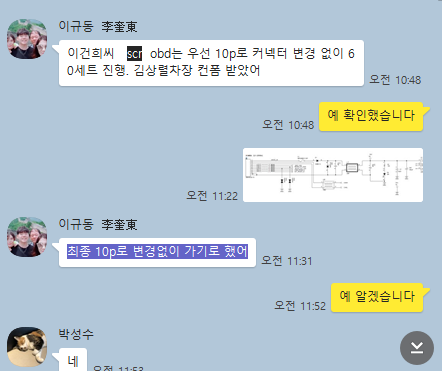 이규동 李奎東
이건희씨 scr obd는 우선 10p로 커넥터 변경 없이 6
0세트 진행. 김상렬차장 컨폼 받았어
오전 10:48
예 확인했습니다
오전 10:48
오전 11:22
이규동 李奎東
최종 10p로 변경없이 가기로 했어
오전 11:31
예 알겠습니다
오전 11:52
박성수
네
오전 11:53